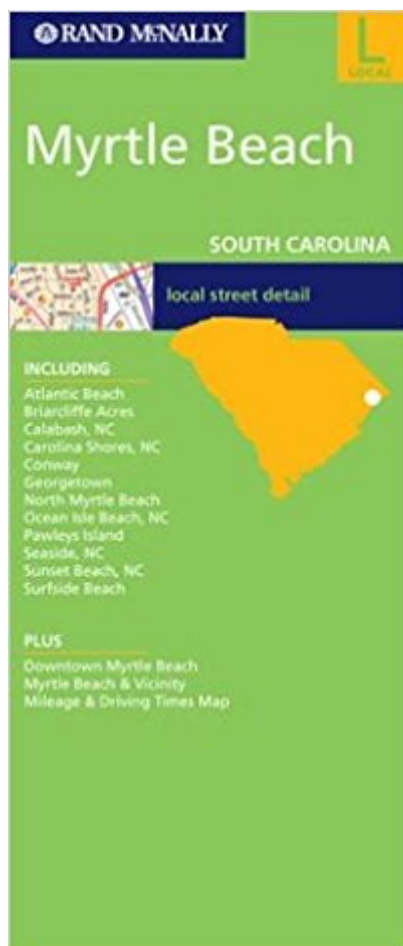 RAND McNALLY
L
LOCAL
Myrtle Beach
SOUTH CAROLINA
local street detail
INCLUDING
Atlantic Beach
Briarcliffe Acres
Calabash, NC
Carolina Shores, NC
Conway
Georgetown
North Myrtle Beach
Ocean Isle Beach, NC
Pawleys Island
Seaside, NC
Sunset Beach, NC
Surfside Beach
PLUS
Downtown Myrtle Beach
Myrtle Beach & Vicinity
Mileage & Driving Times Map